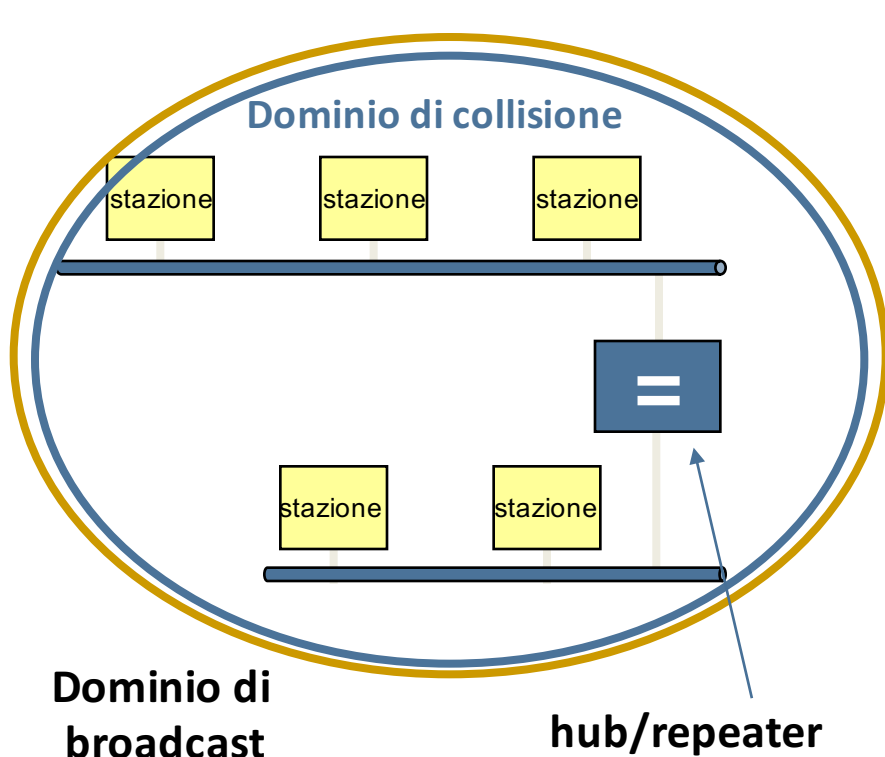 Dominio di collisione
stazione
stazione
stazione
=
stazione
stazione
Dominio di
broadcast
hub/repeater